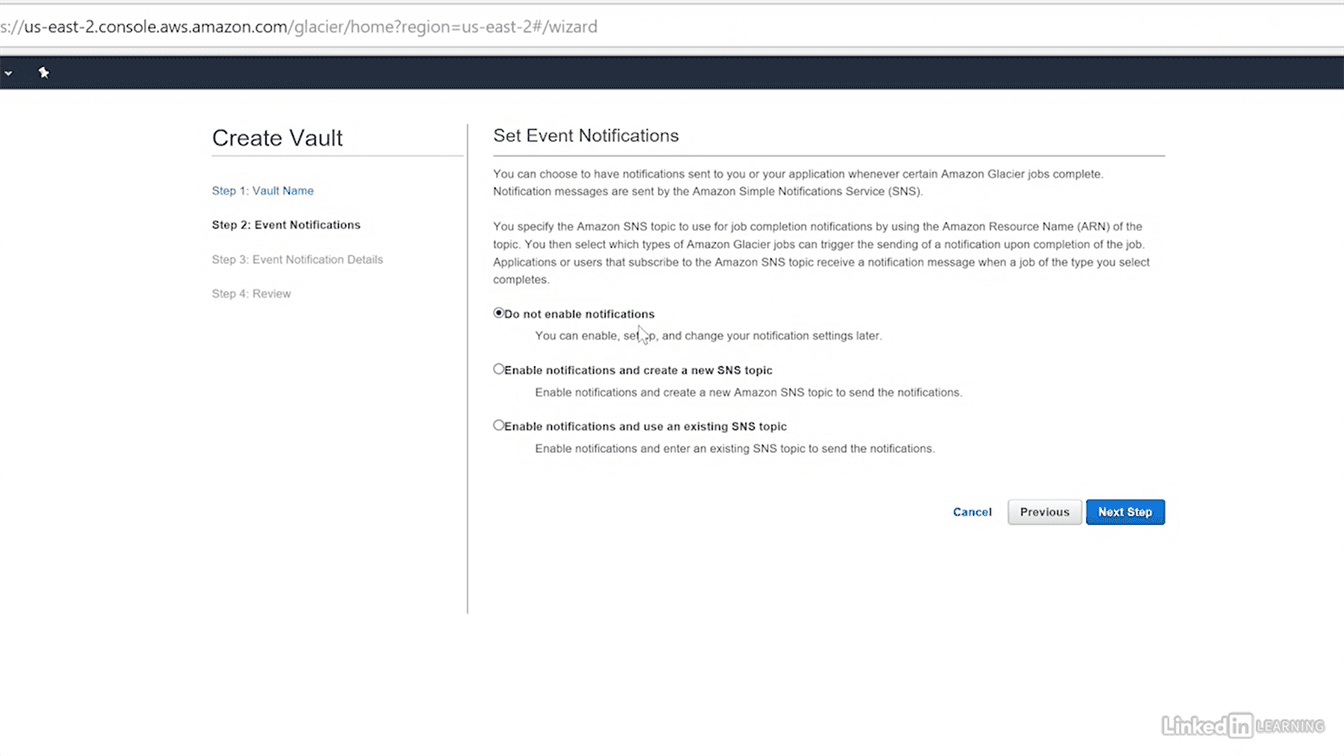 s://us-east-2.console.aws.amazon.com/glacier/home?region=us-east-2#/wizard
Create Vault
Step 1: Vault Name
Step 2: Event Notifications
Step 3: Event Notification Details
Step 4: Review
Set Event Notifications
You can choose to have notifications sent to you or your application whenever certain Amazon Glacier jobs complete.
Notification messages are sent by the Amazon Simple Notifications Service (SNS).
You specify the Amazon SNS topic to use for job completion notifications by using the Amazon Resource Name (ARN) of the
topic. You then select which types of Amazon Glacier jobs can trigger the sending of a notification upon completion of the job.
Applications or users that subscribe to the Amazon SNS topic receive a notification message when a job of the type you select
completes.
Do not enable notifications
You can enable, set up, and change your notification settings later.
Enable notifications and create a new SNS topic
Enable notifications and create a new Amazon SNS topic to send the notifications.
Enable notifications and use an existing SNS topic
Enable notifications and enter an existing SNS topic to send the notifications.
Cancel
Previous
Next Step
Linked in LEARNING